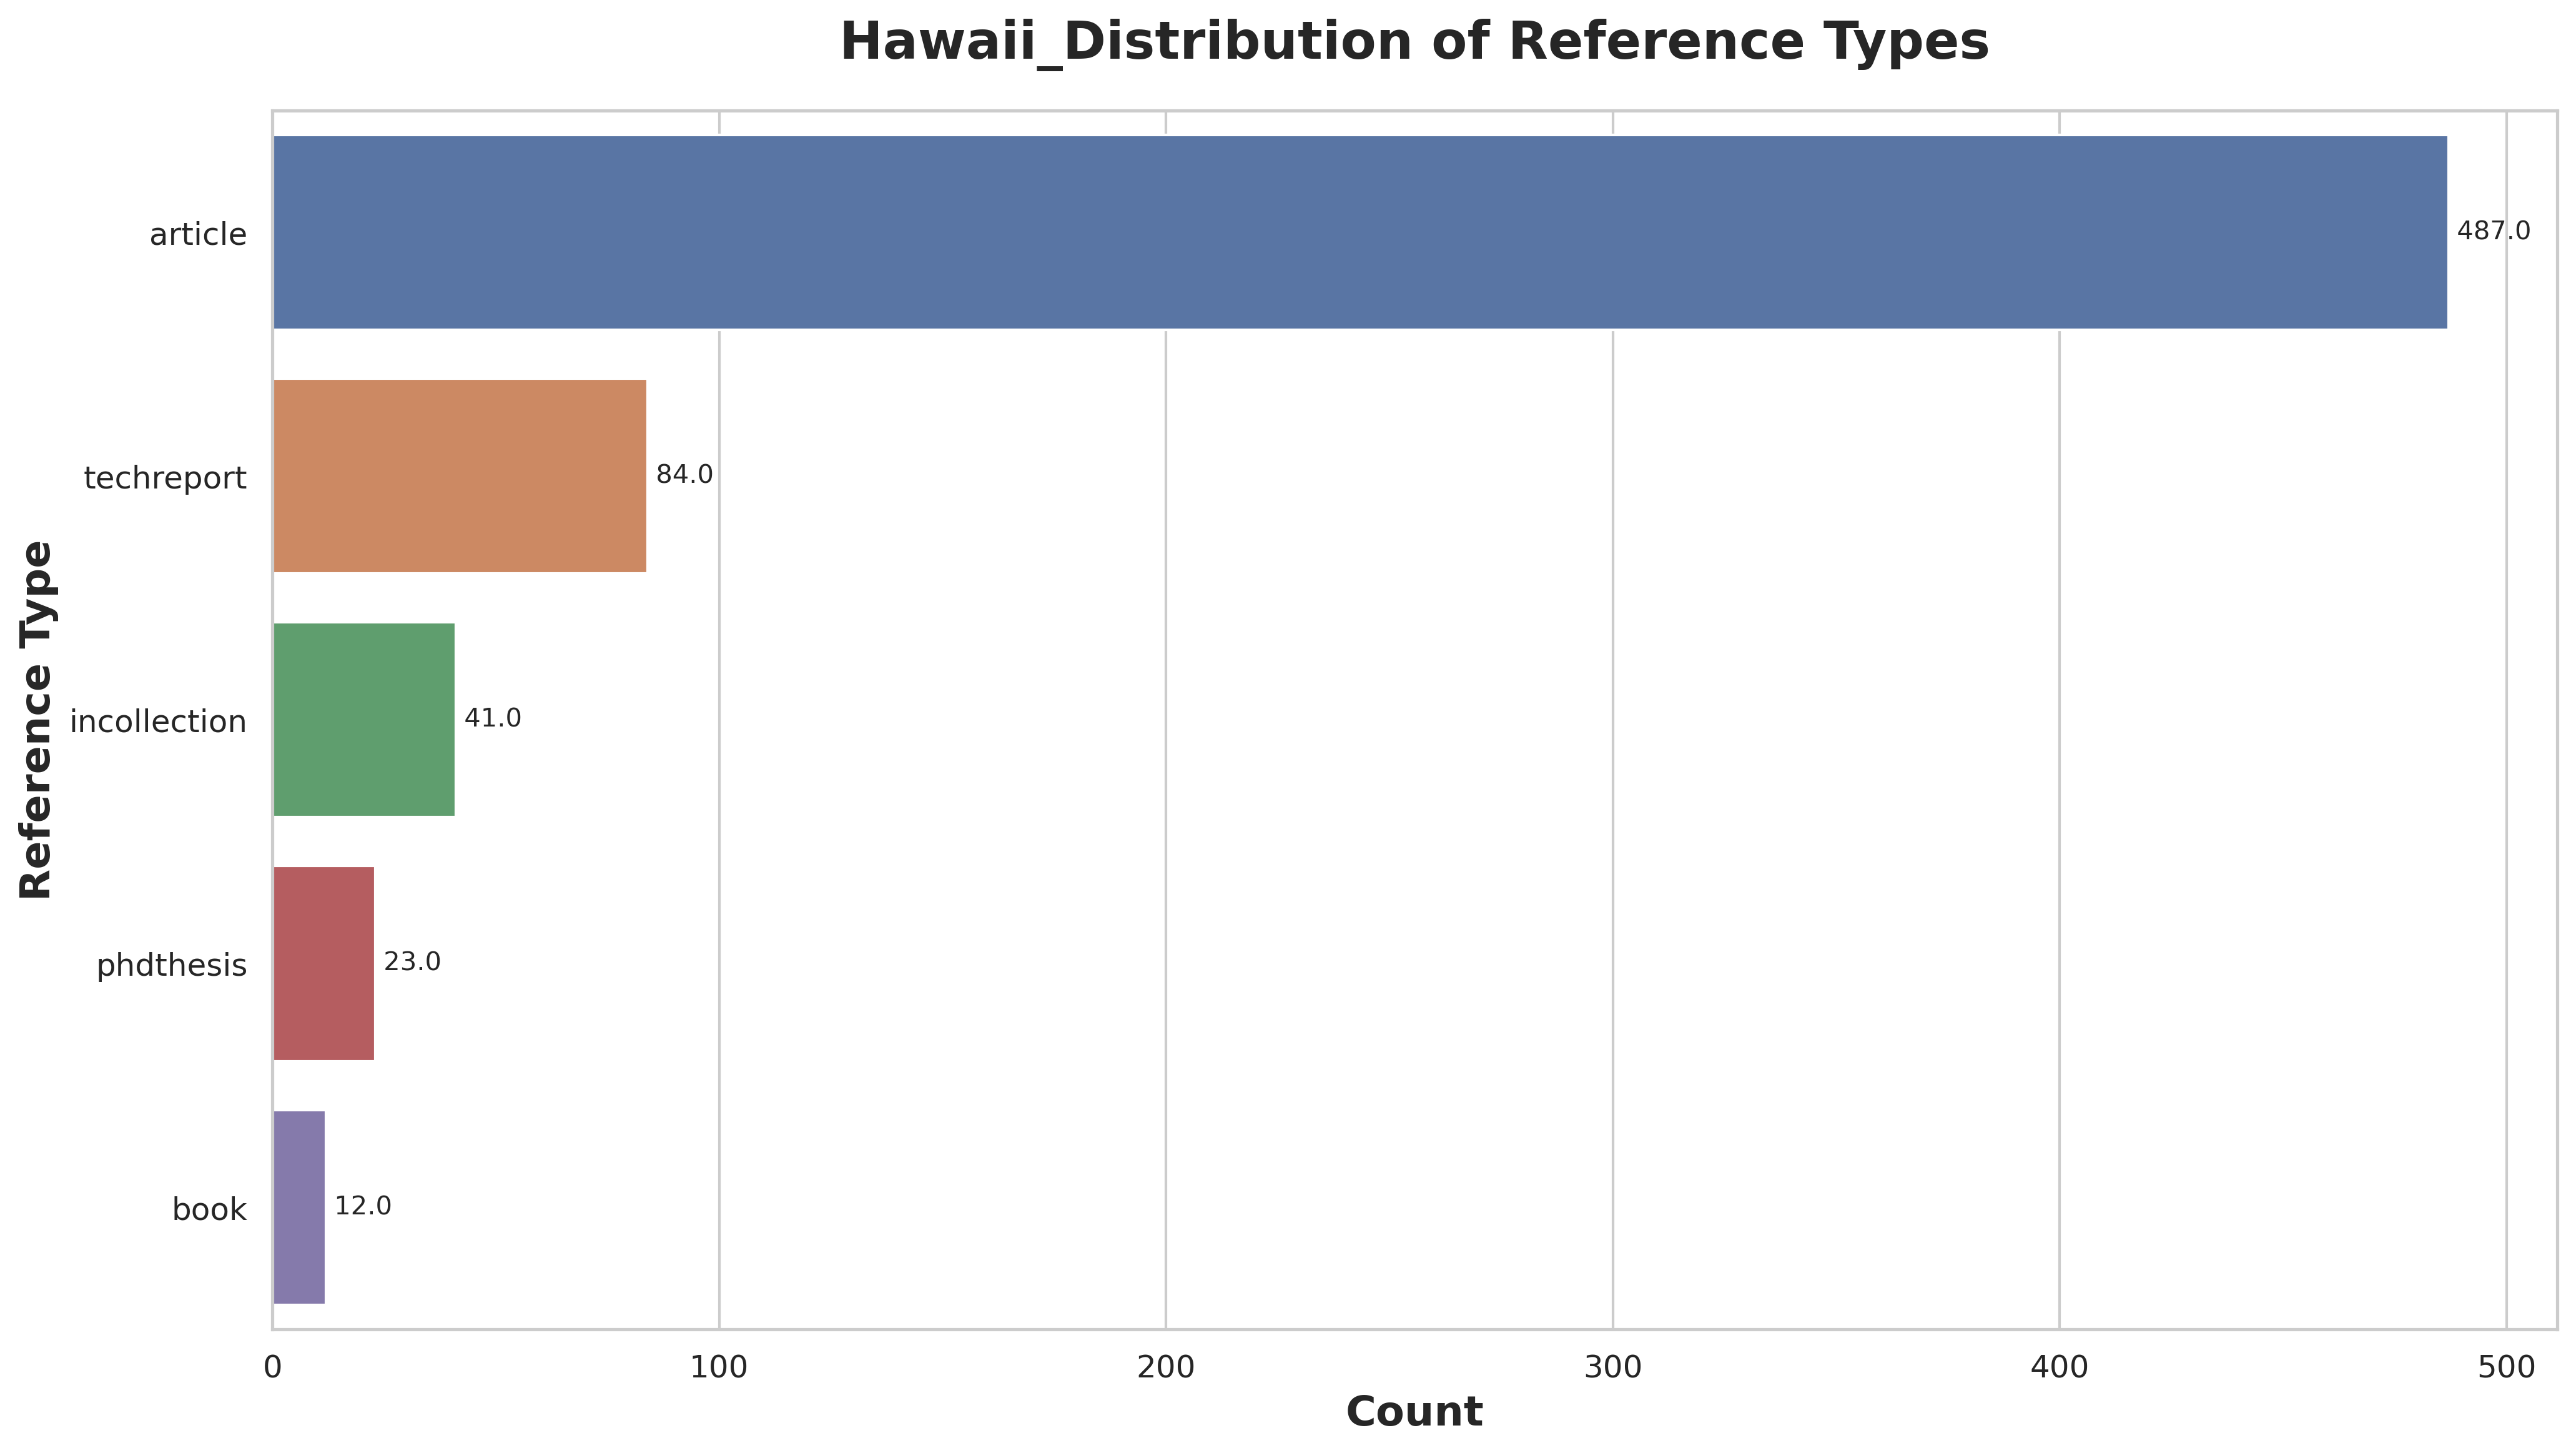 Hawaii_Distribution of Reference Types
Reference Type
article
487.0
techreport
84.0
incollection
41.0
phdthesis
23.0
book
12.0
0 100 200 300 400 500
Count